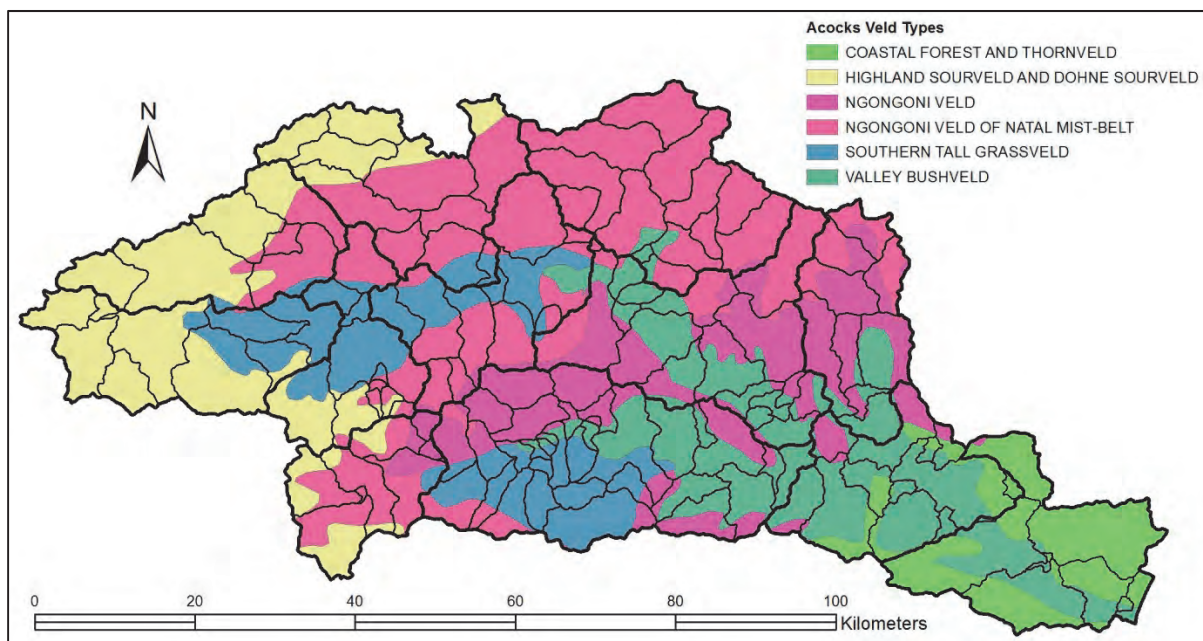 Acocks Veld Types
COASTAL FOREST AND THORNVELD
HIGHLAND SOURVELD AND DOHNE SOURVELD
NGONGONI VELD
NGONGONI VELD OF NATAL MIST-BELT
SOUTHERN TALL GRASSVELD
VALLEY BUSHVELD
N
0 20 40 60 80 100
Kilometers